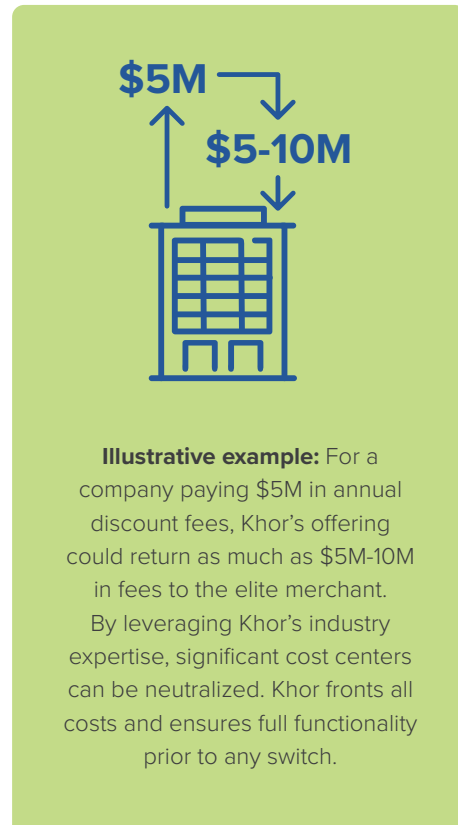 $5M
$5-10M
Illustrative example: For a
company paying $5M in annual
discount fees, Khor’s offering
could return as much as $5M-10M
in fees to the elite merchant.
By leveraging Khor’s industry
expertise, significant cost centers
can be neutralized. Khor fronts all
costs and ensures full functionality
prior to any switch.